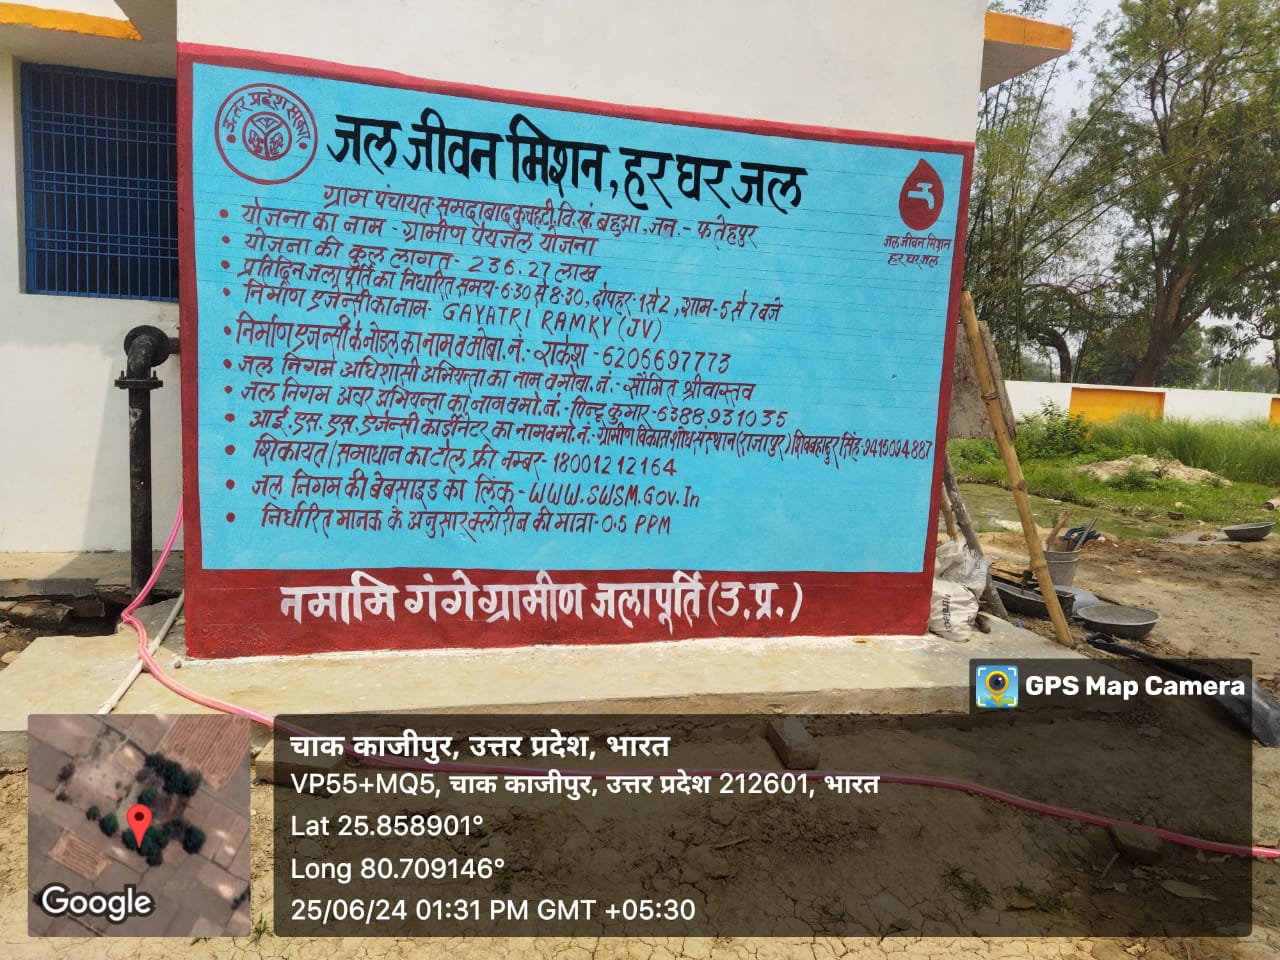 उत्तर प्रदेश सरकार
जल जीवन मिशन, हर घर जल
ग्राम पंचायत-समदाबाद कुचहटी, वि.खं. बहुआ, जन.- फतेहपुर
जल जीवन मिशन
हर घर जल
• योजना का नाम - ग्रामीण पेयजल योजना
• योजना की कुल लागत- 236.27 लाख
• प्रतिदिन जलापूर्ति का निर्धारित समय-6:30 से 8:30, दोपहर-1 से 2, शाम-5 से 7 बजे
• निर्माण एजेन्सी का नाम- GAYATRI RAMKY (JV)
• निर्माण एजेन्सी के नोडल का नाम व मोबा. नं.- राकेश - 6206697773
• जल निगम अधिशासी अभियन्ता का नाम व मोबा. नं.- सौमित श्रीवास्तव
• जल निगम अवर अभियन्ता का नाम व मो. नं.- पिन्टू कुमार-6388931035
• आई.एस.एस. एजेन्सी कार्डीनेटर का नाम व मो. नं.- ग्रामीण विकास शोध संस्थान (राजापुर) शिवबहादुर सिंह-9415094887
• शिकायत/समाधान का टोल फ्री नम्बर- 18001212164
• जल निगम की बेबसाइड का लिंक - WWW.SWSM.Gov.In
• निर्धारित मानक के अनुसार क्लोरीन की मात्रा- 0.5 PPM
नमामि गंगे ग्रामीण जलापूर्ति (उ.प्र.)
GPS Map Camera
चाक काजीपुर, उत्तर प्रदेश, भारत
VP55+MQ5, चाक काजीपुर, उत्तर प्रदेश 212601, भारत
Lat 25.858901°
Long 80.709146°
25/06/24 01:31 PM GMT +05:30
Google